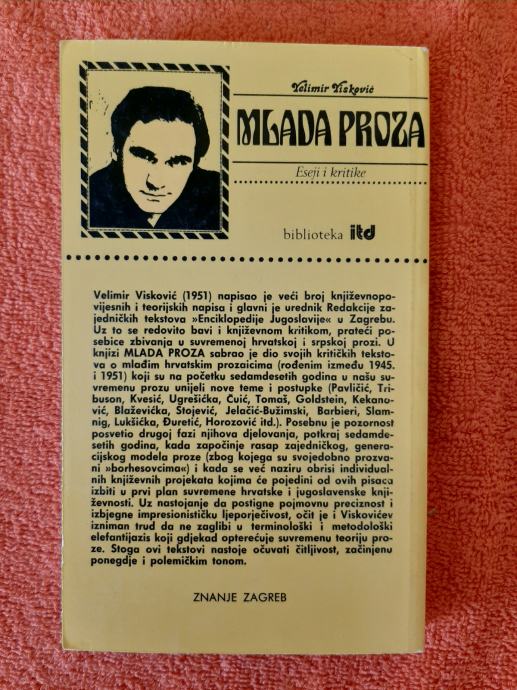 Velimir Visković
MLADA PROZA
Eseji i kritike
biblioteka itd
Velimir Visković (1951) napisao je veći broj književnopo-
vijesnih i teorijskih napisa i glavni je urednik Redakcije za-
jedničkih tekstova »Enciklopedije Jugoslavije« u Zagrebu.
Uz to se redovito bavi i književnom kritikom, prateći po-
sebice zbivanja u suvremenoj hrvatskoj i srpskoj prozi. U
knjizi MLADA PROZA sabrao je dio svojih kritičkih teksto-
va o mlađim hrvatskim prozaicima (rođenim između 1945.
i 1951) koji su na početku sedamdesetih godina u našu su-
vremenu prozu unijeli nove teme i postupke (Pavličić, Tri-
buson, Kvesić, Ugrešićka, Čuić, Tomaš, Goldstein, Kekano-
vić, Blaževićka, Stojević, Jelačić-Bužimski, Barbieri, Slam-
nig, Lukšićka, Đuretić, Horozović itd.). Posebnu je pozornost
posvetio drugoj fazi njihova djelovanja, potkraj sedamde-
setih godina, kada započinje rasap zajedničkog, genera-
cijskog modela proze (zbog kojega su svojedobno prozva-
ni »borhesovcima«) i kada se već naziru obrisi individual-
nih književnih projekata kojima će pojedini od ovih pisaca
izbiti u prvi plan suvremene hrvatske i jugoslavenske knji-
ževnosti. Uz nastojanje da postigne pojmovnu preciznost i
izbjegne impresionističku ljeporječivost, očit je i Viskovićev
izniman trud da ne zaglibi u terminološki i metodološki
elefantijazis koji gdjekad opterećuje suvremenu teoriju pro-
ze. Stoga ovi tekstovi nastoje očuvati čitljivost, začinjenu
ponegdje i polemičkim tonom.
ZNANJE ZAGREB